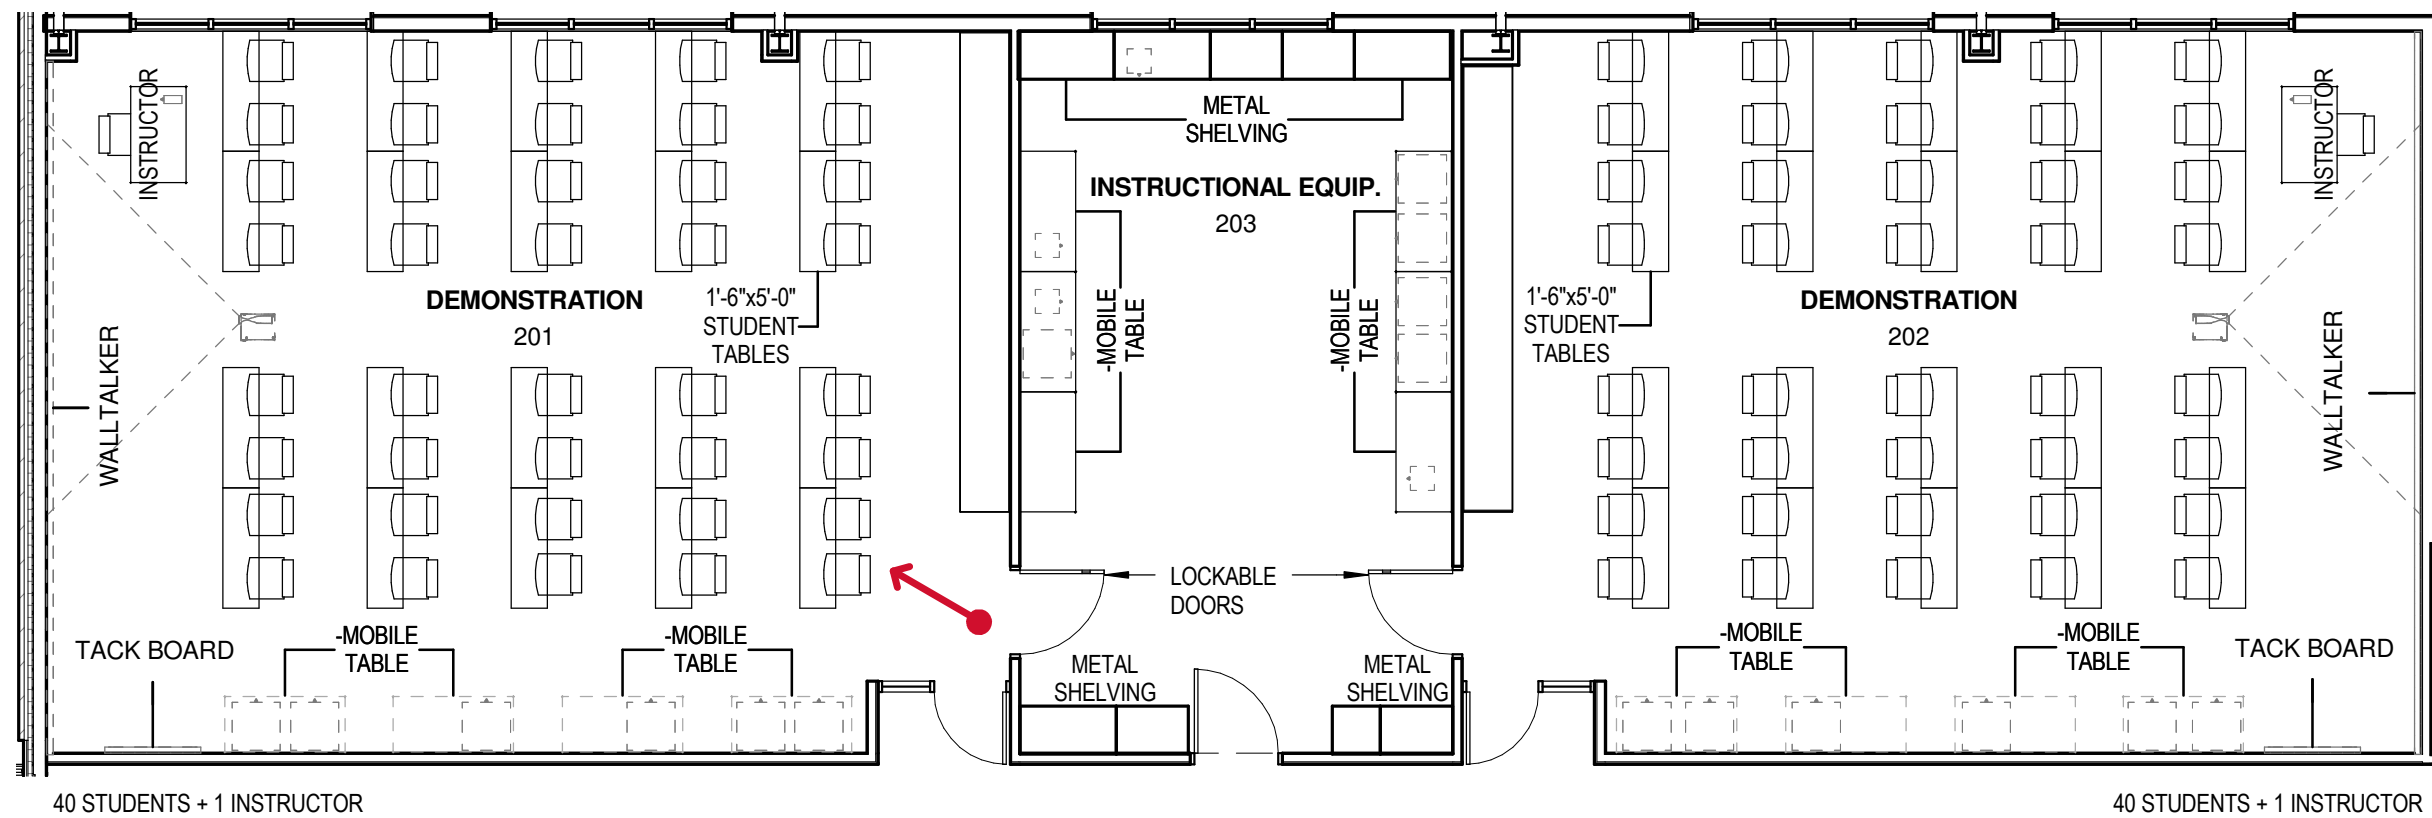 INSTRUCTOR
METAL
SHELVING
INSTRUCTOR
INSTRUCTIONAL EQUIP.
203
DEMONSTRATION
201
1'-6"x5'-0"
STUDENT
TABLES
-MOBILE
TABLE
-MOBILE
TABLE
1'-6"x5'-0"
STUDENT
TABLES
DEMONSTRATION
202
WALLTALKER
WALLTALKER
LOCKABLE
DOORS
TACK BOARD
-MOBILE
TABLE
-MOBILE
TABLE
METAL
SHELVING
METAL
SHELVING
-MOBILE
TABLE
-MOBILE
TABLE
TACK BOARD
40 STUDENTS + 1 INSTRUCTOR
40 STUDENTS + 1 INSTRUCTOR